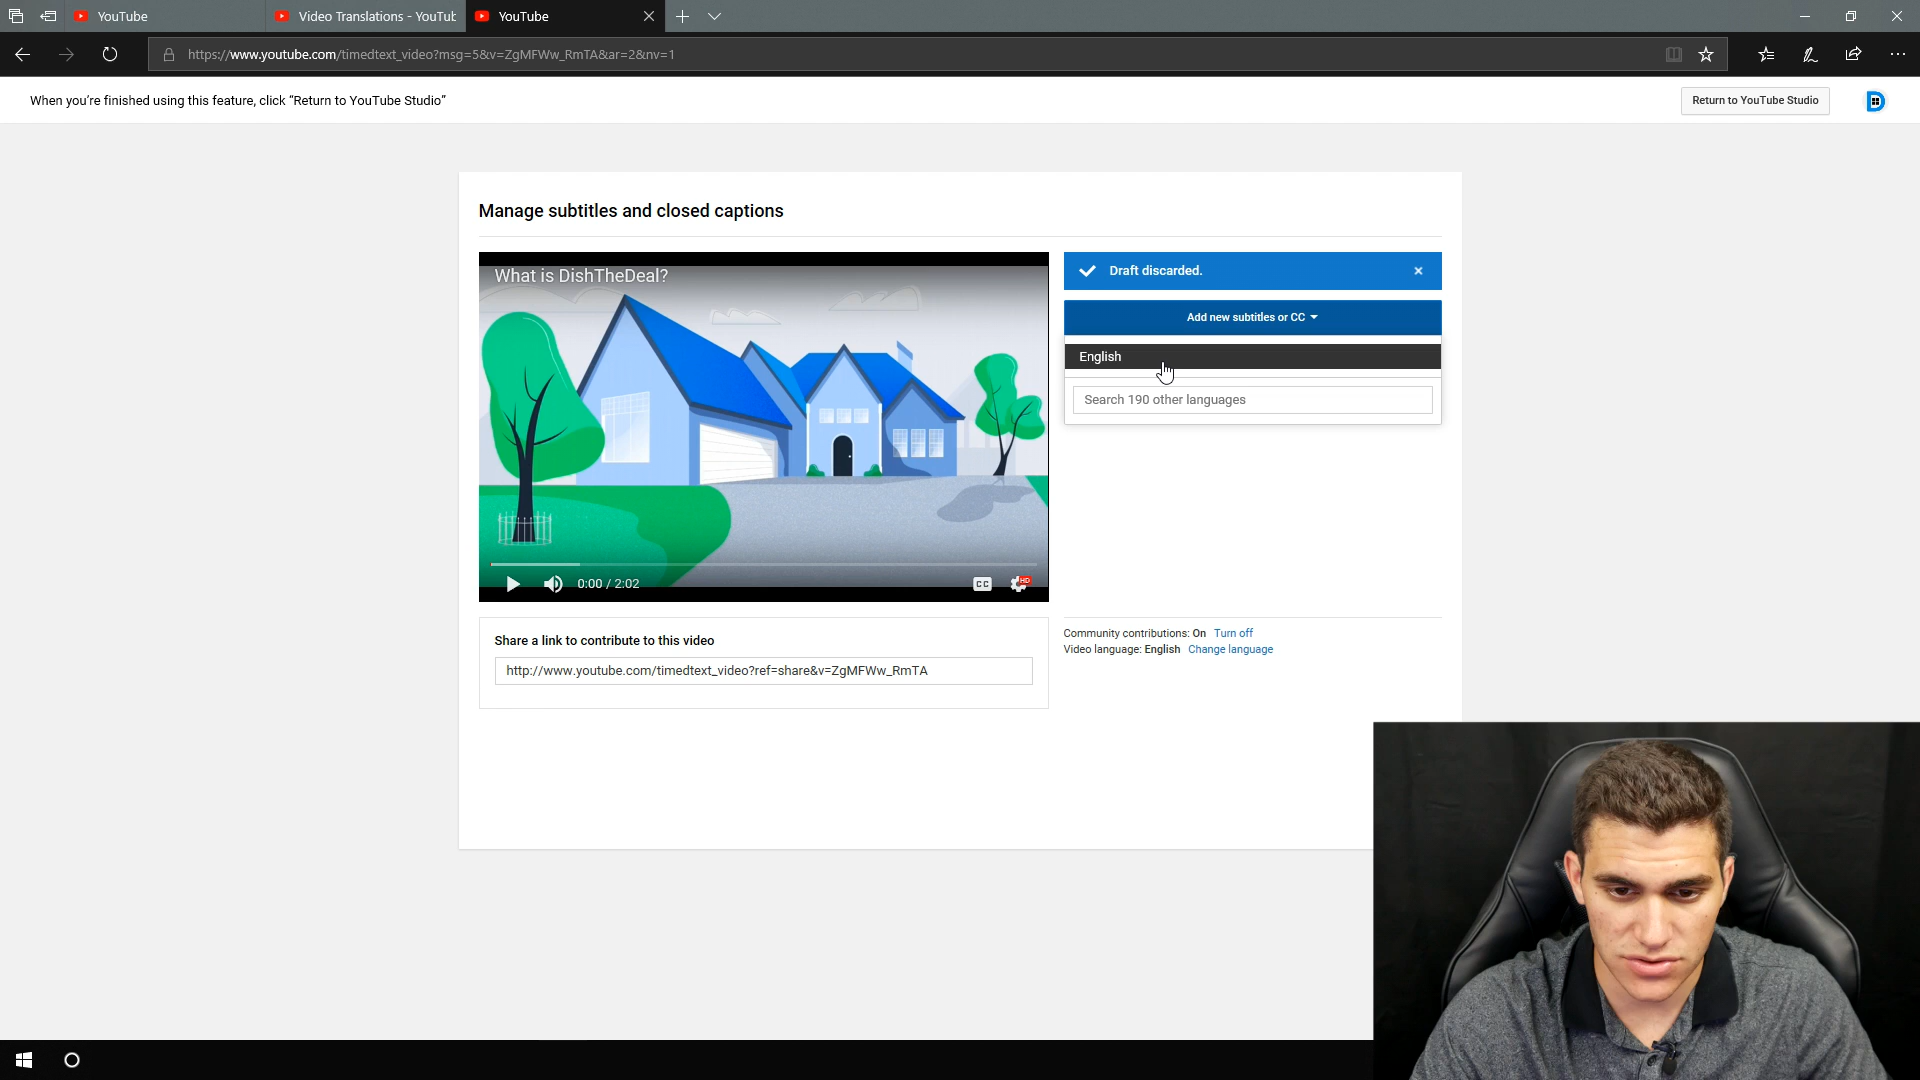 YouTube
Video Translations - YouTub
YouTube
https://www.youtube.com/timedtext_video?msg=5&v=ZgMFWw_RmTA&ar=2&nv=1
When you're finished using this feature, click “Return to YouTube Studio”
Return to YouTube Studio
Manage subtitles and closed captions
What is DishTheDeal?
Draft discarded.
Add new subtitles or CC
English
Search 190 other languages
0:00 / 2:02
CC
HD
Share a link to contribute to this video
http://www.youtube.com/timedtext_video?ref=share&v=ZgMFWw_RmTA
Community contributions: On Turn off
Video language: English Change language